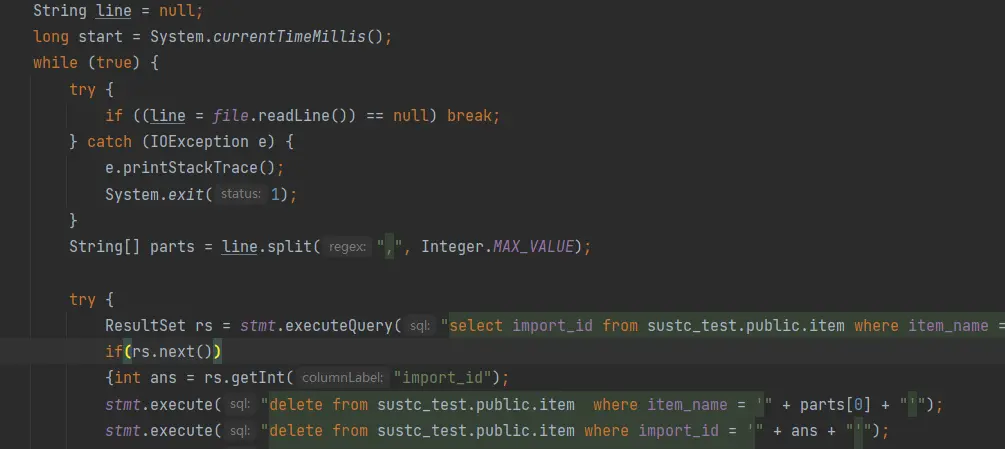 String line = null;
long start = System.currentTimeMillis();
while (true) {
try {
if ((line = file.readLine()) == null) break;
} catch (IOException e) {
e.printStackTrace();
System.exit( status: 1);
}
String[] parts = line.split( regex: ",", Integer.MAX_VALUE);
try {
ResultSet rs = stmt.executeQuery( sql: "select import_id from sustc_test.public.item where item_name =
if(rs.next())
{int ans = rs.getInt( columnLabel: "import_id");
stmt.execute( sql: "delete from sustc_test.public.item  where item_name = '" + parts[0] + "'");
stmt.execute( sql: "delete from sustc_test.public.item where import_id = '" + ans + "'");